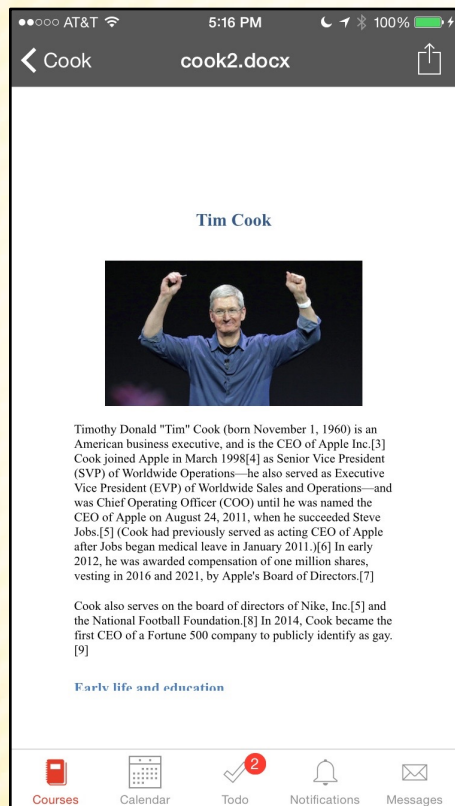 AT&T 5:16 PM 100%
Cook cook2.docx
Tim Cook
Timothy Donald "Tim" Cook (born November 1, 1960) is an
American business executive, and is the CEO of Apple Inc.[3]
Cook joined Apple in March 1998[4] as Senior Vice President
(SVP) of Worldwide Operations—he also served as Executive
Vice President (EVP) of Worldwide Sales and Operations—and
was Chief Operating Officer (COO) until he was named the
CEO of Apple on August 24, 2011, when he succeeded Steve
Jobs.[5] (Cook had previously served as acting CEO of Apple
after Jobs began medical leave in January 2011.)[6] In early
2012, he was awarded compensation of one million shares,
vesting in 2016 and 2021, by Apple's Board of Directors.[7]
Cook also serves on the board of directors of Nike, Inc.[5] and
the National Football Foundation.[8] In 2014, Cook became the
first CEO of a Fortune 500 company to publicly identify as gay.
[9]
Early life and education
2
Courses Calendar Todo Notifications Messages